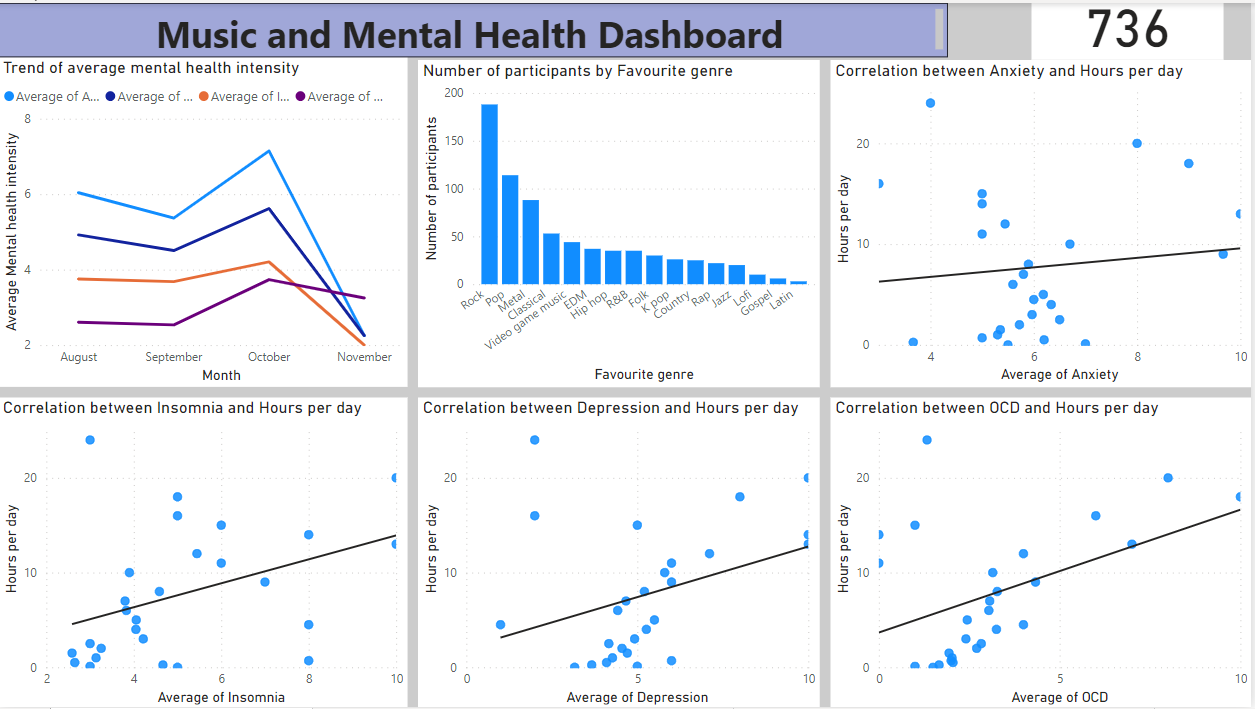 Music and Mental Health Dashboard
736
Trend of average mental health intensity
Average of A... Average of ... Average of I... Average of ...
Average Mental health intensity
8
6
4
2
August September October November
Month
Number of participants by Favourite genre
Number of participants
200
150
100
50
0
Rock Pop Metal Classical Video game music EDM Hip hop R&B Folk K pop Country Rap Jazz Lofi Gospel Latin
Favourite genre
Correlation between Anxiety and Hours per day
Hours per day
20
10
0
4 6 8 10
Average of Anxiety
Correlation between Insomnia and Hours per day
Hours per day
20
10
0
2 4 6 8 10
Average of Insomnia
Correlation between Depression and Hours per day
Hours per day
20
10
0
0 5 10
Average of Depression
Correlation between OCD and Hours per day
Hours per day
20
10
0
0 5 10
Average of OCD